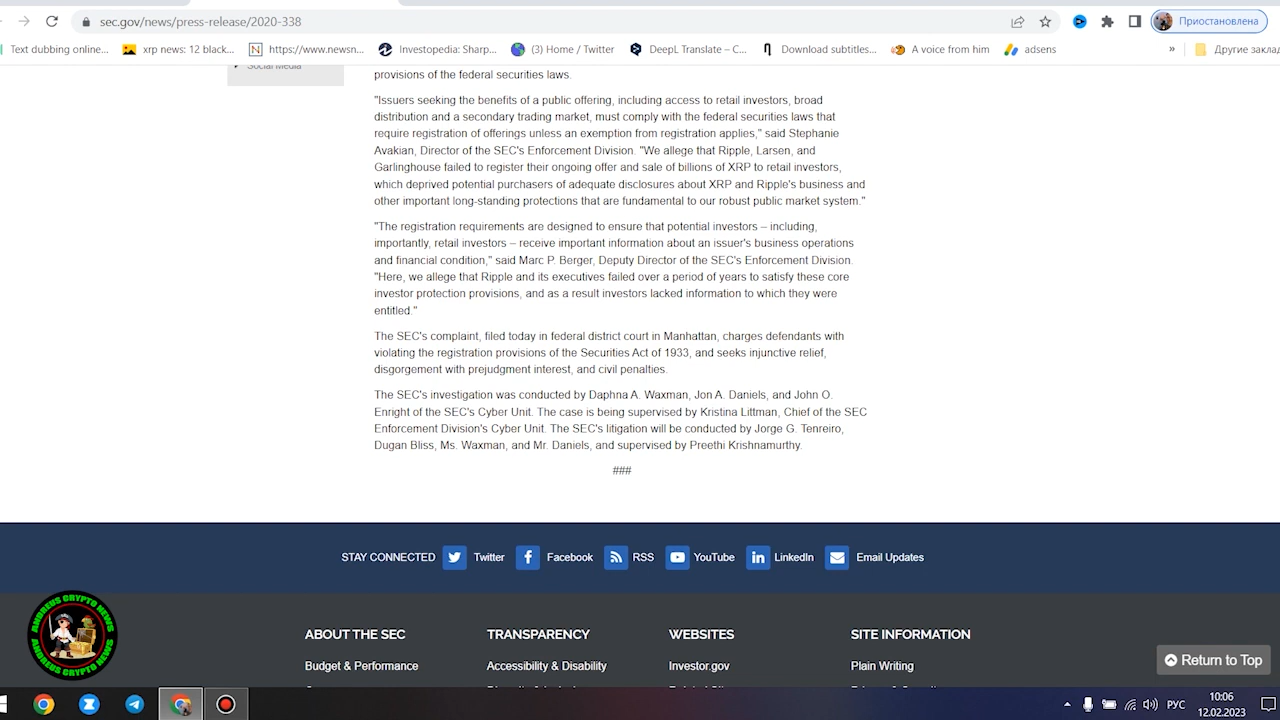 sec.gov/news/press-release/2020-338
Приостановлена
Text dubbing online...
xrp news: 12 black...
https://www.newsn...
Investopedia: Sharp...
(3) Home / Twitter
DeepL Translate – C...
Download subtitles...
A voice from him
adsens
»
Другие заклад
Social Media
provisions of the federal securities laws.
"Issuers seeking the benefits of a public offering, including access to retail investors, broad
distribution and a secondary trading market, must comply with the federal securities laws that
require registration of offerings unless an exemption from registration applies," said Stephanie
Avakian, Director of the SEC's Enforcement Division. "We allege that Ripple, Larsen, and
Garlinghouse failed to register their ongoing offer and sale of billions of XRP to retail investors,
which deprived potential purchasers of adequate disclosures about XRP and Ripple's business and
other important long-standing protections that are fundamental to our robust public market system."
"The registration requirements are designed to ensure that potential investors – including,
importantly, retail investors – receive important information about an issuer's business operations
and financial condition," said Marc P. Berger, Deputy Director of the SEC's Enforcement Division.
"Here, we allege that Ripple and its executives failed over a period of years to satisfy these core
investor protection provisions, and as a result investors lacked information to which they were
entitled."
The SEC's complaint, filed today in federal district court in Manhattan, charges defendants with
violating the registration provisions of the Securities Act of 1933, and seeks injunctive relief,
disgorgement with prejudgment interest, and civil penalties.
The SEC's investigation was conducted by Daphna A. Waxman, Jon A. Daniels, and John O.
Enright of the SEC's Cyber Unit. The case is being supervised by Kristina Littman, Chief of the SEC
Enforcement Division's Cyber Unit. The SEC's litigation will be conducted by Jorge G. Tenreiro,
Dugan Bliss, Ms. Waxman, and Mr. Daniels, and supervised by Preethi Krishnamurthy.
###
STAY CONNECTED
Twitter
Facebook
RSS
YouTube
LinkedIn
Email Updates
ANDREUS CRYPTO NEWS
ANDREUS CRYPTO NEWS
ABOUT THE SEC
TRANSPARENCY
WEBSITES
SITE INFORMATION
Budget & Performance
Accessibility & Disability
Investor.gov
Plain Writing
Return to Top
РУС
10:06
12.02.2023